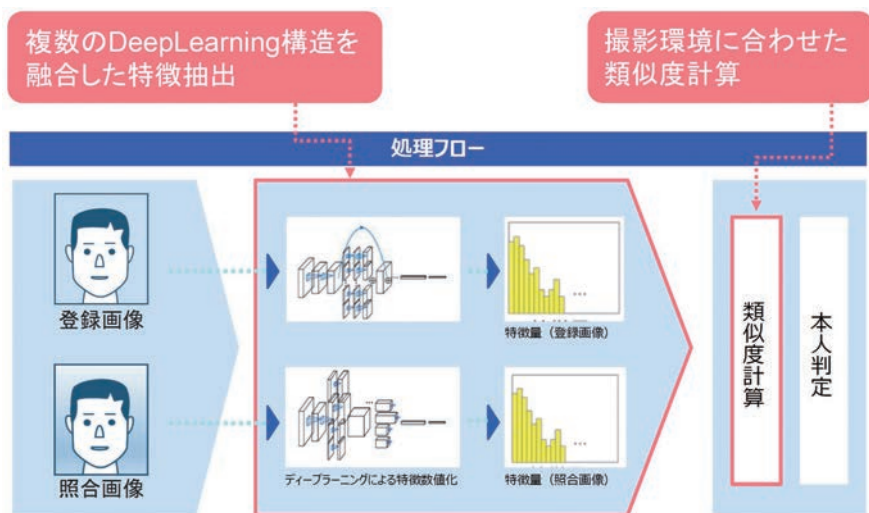 複数のDeepLearning構造を
融合した特徴抽出
撮影環境に合わせた
類似度計算
処理フロー
登録画像
特徴量（登録画像）
照合画像
ディープラーニングによる特徴数値化
特徴量（照合画像）
類似度計算
本人判定